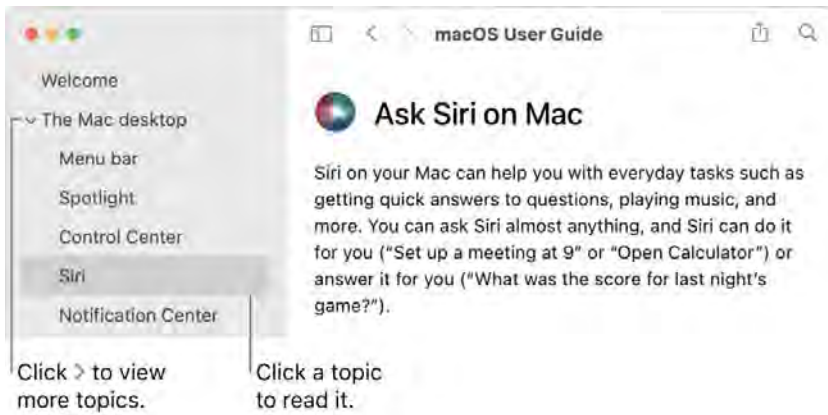 macOS User Guide
Welcome
The Mac desktop
Menu bar
Spotlight
Control Center
Siri
Notification Center
Ask Siri on Mac
Siri on your Mac can help you with everyday tasks such as
getting quick answers to questions, playing music, and
more. You can ask Siri almost anything, and Siri can do it
for you (“Set up a meeting at 9” or “Open Calculator”) or
answer it for you (“What was the score for last night’s
game?”).
Click > to view
more topics.
Click a topic
to read it.